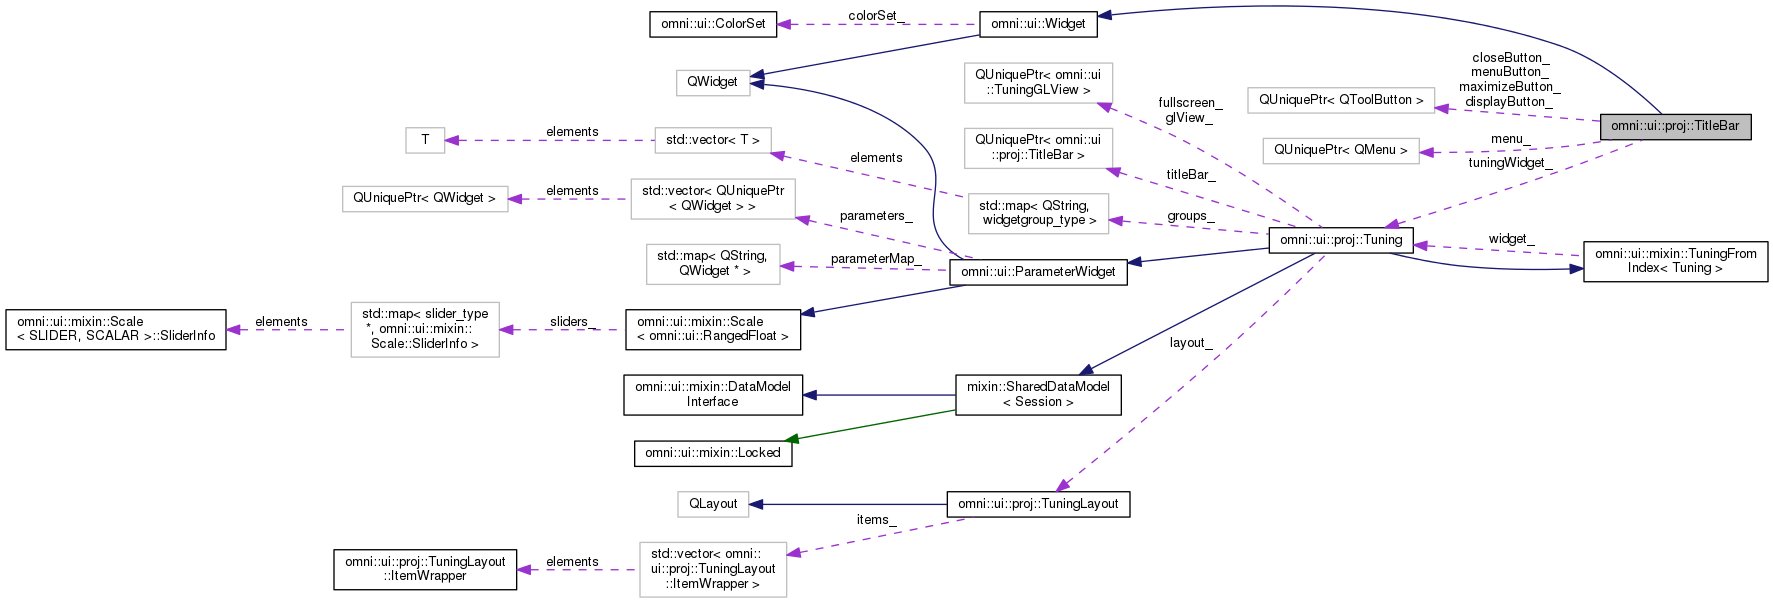 omni::ui::ColorSet
colorSet_
omni::ui::Widget
QWidget
QUniquePtr< omni::ui
::TuningGLView >
fullscreen_
glView_
closeButton_
menuButton_
maximizeButton_
displayButton_
QUniquePtr< QToolButton >
omni::ui::proj::TitleBar
T
elements
std::vector< T >
elements
QUniquePtr< omni::ui
::proj::TitleBar >
titleBar_
QUniquePtr< QMenu >
menu_
tuningWidget_
QUniquePtr< QWidget >
elements
std::vector< QUniquePtr
< QWidget > >
parameters_
std::map< QString,
widgetgroup_type >
groups_
omni::ui::proj::Tuning
widget_
omni::ui::mixin::TuningFrom
Index< Tuning >
std::map< QString,
QWidget * >
parameterMap_
omni::ui::ParameterWidget
omni::ui::mixin::Scale
< SLIDER, SCALAR >::SliderInfo
elements
std::map< slider_type
*, omni::ui::mixin::
Scale::SliderInfo >
sliders_
omni::ui::mixin::Scale
< omni::ui::RangedFloat >
layout_
omni::ui::mixin::DataModel
Interface
mixin::SharedDataModel
< Session >
omni::ui::mixin::Locked
QLayout
omni::ui::proj::TuningLayout
items_
omni::ui::proj::TuningLayout
::ItemWrapper
elements
std::vector< omni::
ui::proj::TuningLayout
::ItemWrapper >